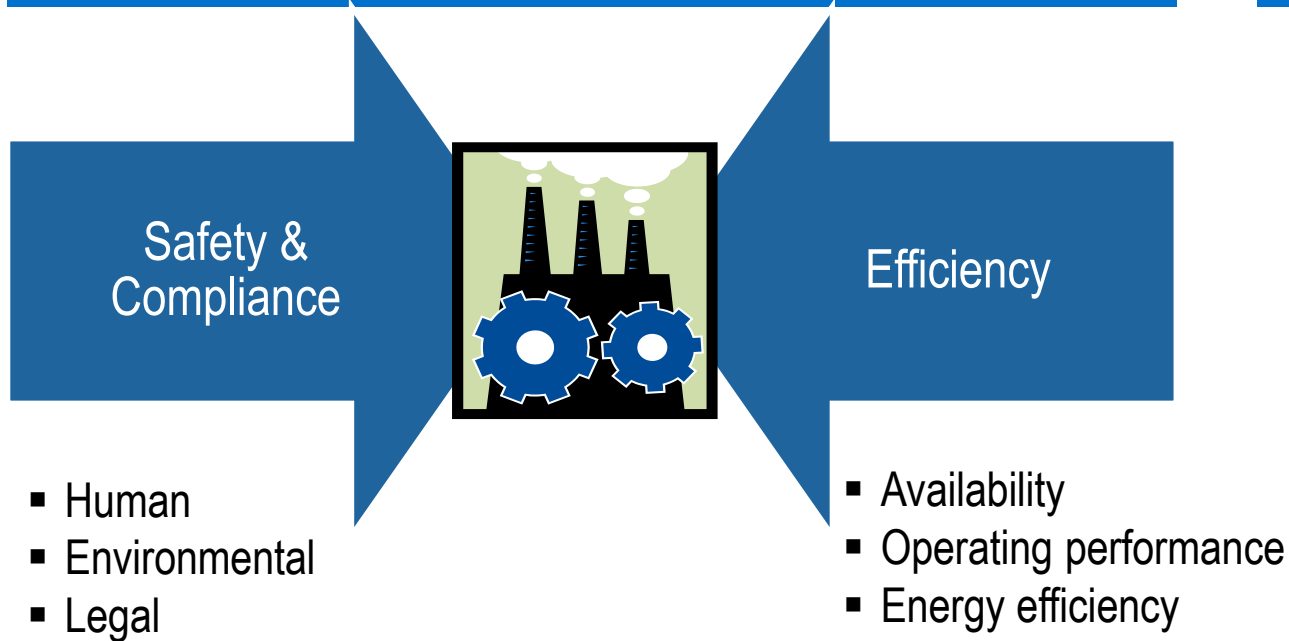 Safety &
Compliance
Efficiency
▪ Human
▪ Environmental
▪ Legal
▪ Availability
▪ Operating performance
▪ Energy efficiency